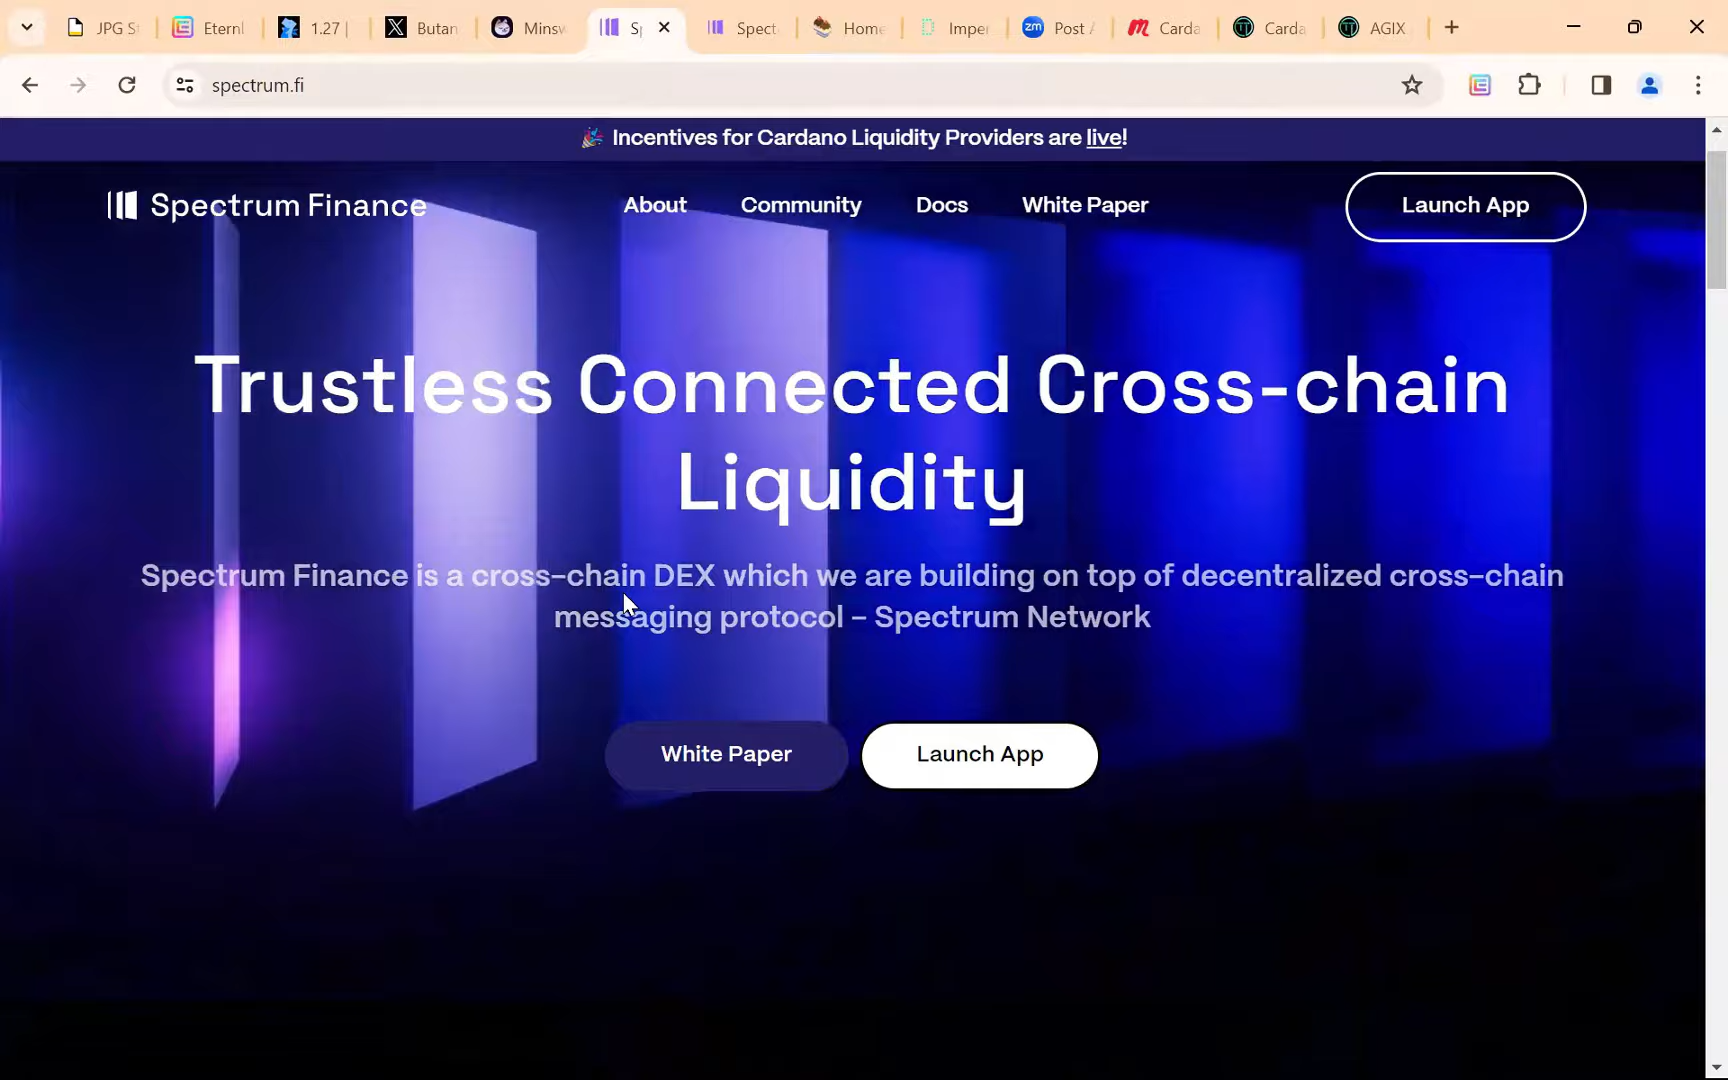 JPG S
Eternl
1.27 |
Butan
Minsw
Sp
Spect
Home
Imper
zm
Post A
Carda
Carda
AGIX
spectrum.fi
Incentives for Cardano Liquidity Providers are live!
Spectrum Finance
About
Community
Docs
White Paper
Launch App
Trustless Connected Cross-chain
Liquidity
Spectrum Finance is a cross-chain DEX which we are building on top of decentralized cross-chain
messaging protocol - Spectrum Network
White Paper
Launch App